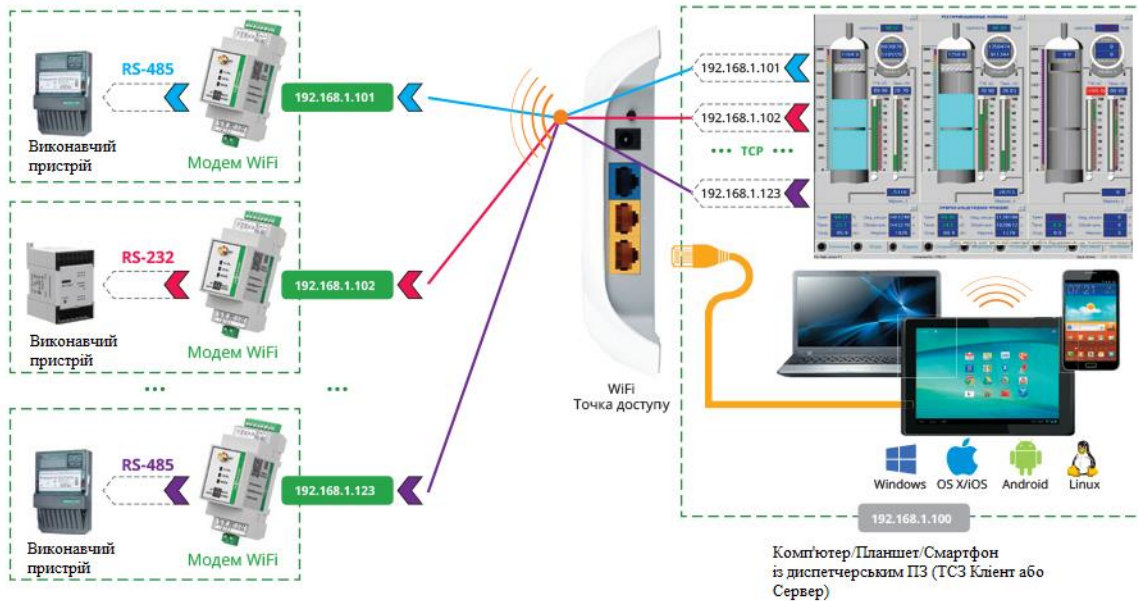 RS-485
192.168.1.101
Виконавчий
пристрій
Модем WiFi
RS-232
192.168.1.102
Виконавчий
пристрій
Модем WiFi
RS-485
192.168.1.123
Виконавчий
пристрій
Модем WiFi
WiFi
Точка доступу
192.168.1.101
192.168.1.102
TCP
192.168.1.123
07:21
Windows
OS X/iOS
Android
Linux
192.168.1.100
Комп'ютер/Планшет/Смартфон
із диспетчерським ПЗ (ТСЗ Клієнт або
Сервер)